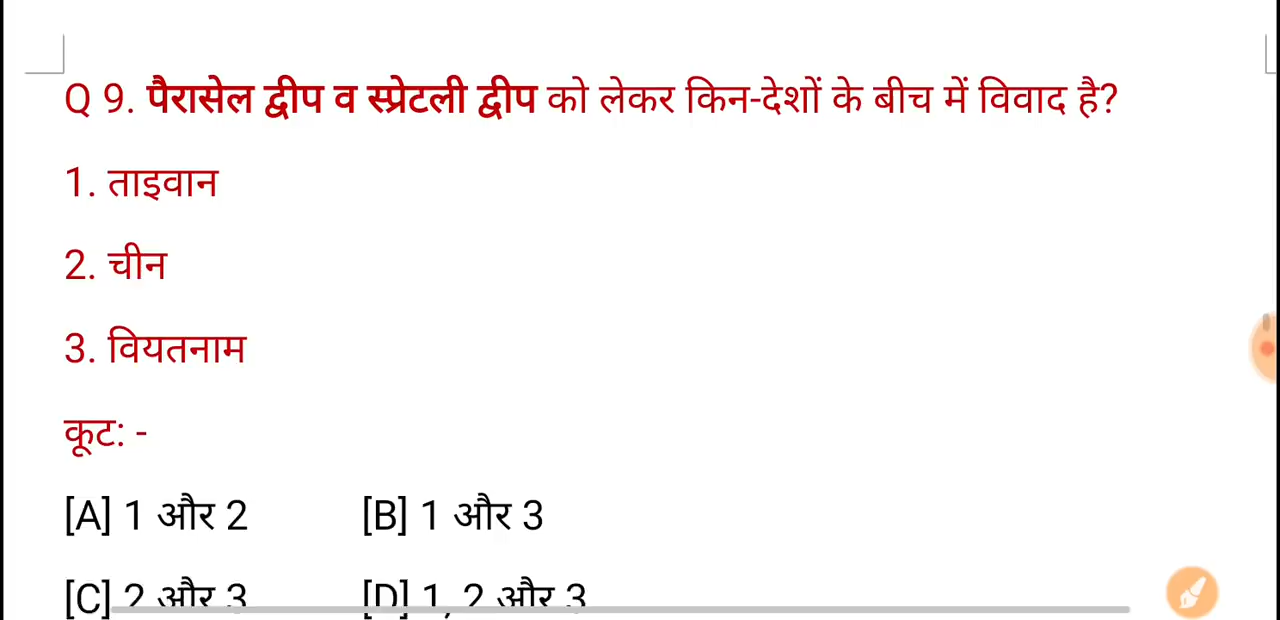 Q 9. पैरासेल द्वीप व स्प्रेटली द्वीप को लेकर किन-देशों के बीच में विवाद है?
1. ताइवान
2. चीन
3. वियतनाम
कूट: -
[A] 1 और 2 [B] 1 और 3
[C] 2 और 3 [D] 1, 2 और 3